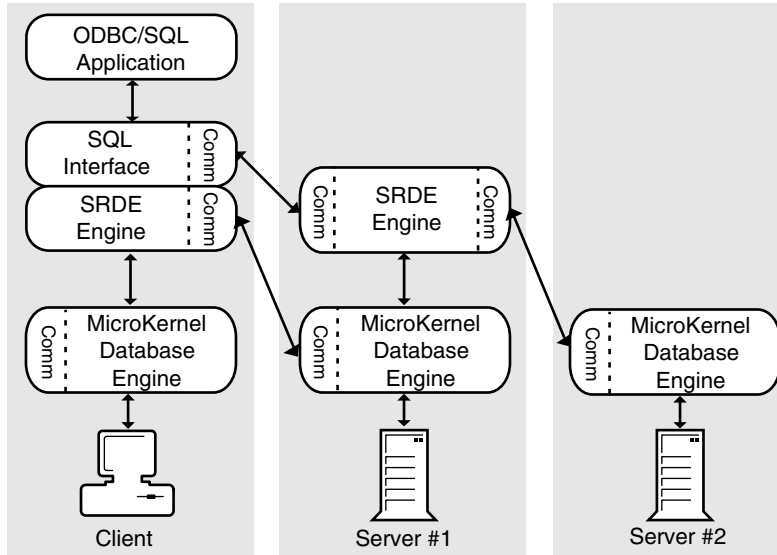 ODBC/SQL
Application
SQL
Interface
Comm
SRDE
Engine
Comm
Comm
MicroKernel
Database
Engine
Client
Comm
SRDE
Engine
Comm
Comm
MicroKernel
Database
Engine
Server #1
Comm
MicroKernel
Database
Engine
Server #2